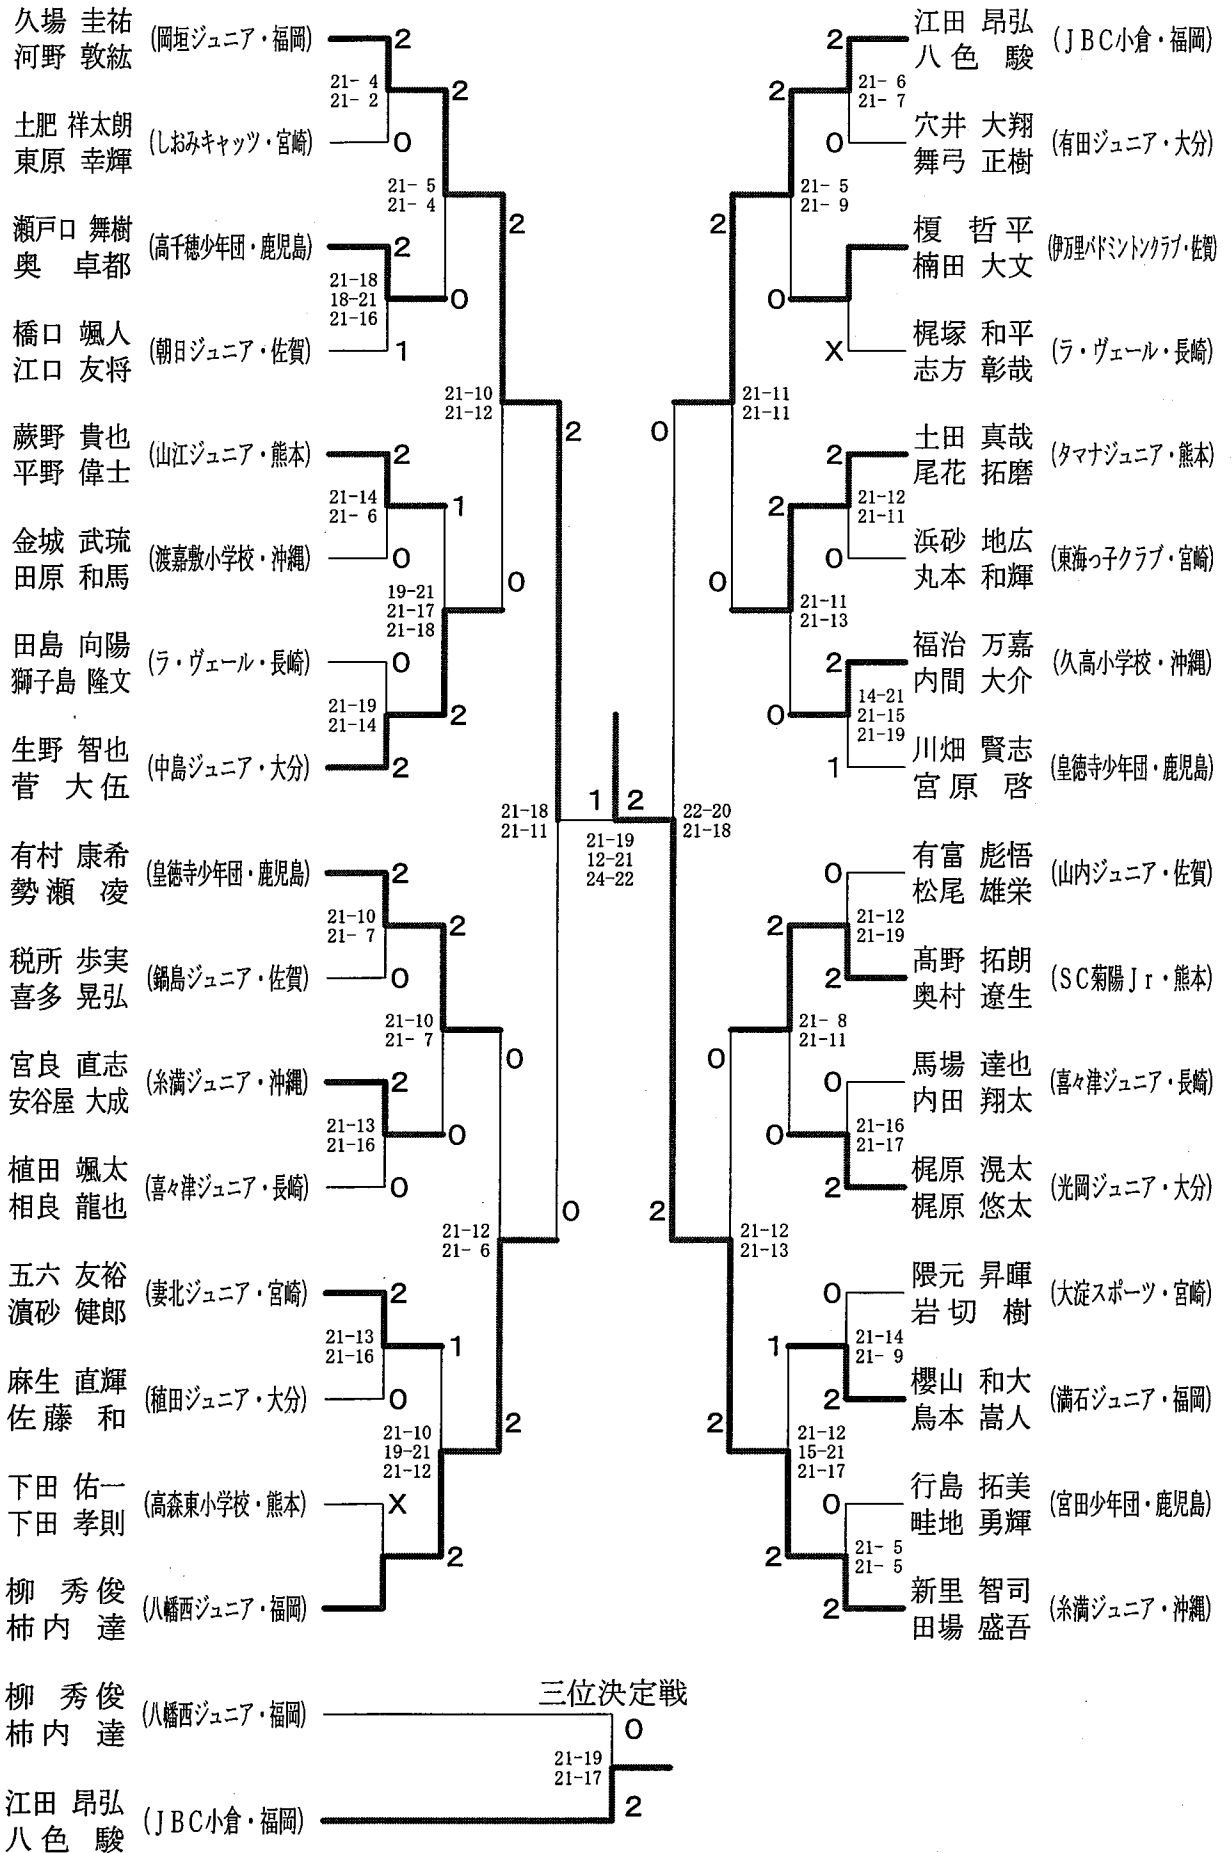 久場 圭祐
河野 敦紘
(岡垣ジュニア・福岡)
2
21- 4
21- 2
2
土肥 祥太朗
東原 幸輝
(しおみキャッツ・宮崎)
0
21- 5
21- 4
2
瀬戸口 舞樹
奥 卓都
(高千穂少年団・鹿児島)
2
21-18
18-21
21-16
0
橋口 颯人
江口 友将
(朝日ジュニア・佐賀)
1
21-10
21-12
2
蕨野 貴也
平野 偉士
(山江ジュニア・熊本)
2
21-14
21- 6
1
金城 武琉
田原 和馬
(渡嘉敷小学校・沖縄)
0
19-21
21-17
21-18
0
田島 向陽
獅子島 隆文
(ラ・ヴェール・長崎)
0
21-19
21-14
2
生野 智也
菅 大伍
(中島ジュニア・大分)
2
21-18
21-11
1
2
21-19
12-21
24-22
有村 康希
勢瀬 凌
(皇徳寺少年団・鹿児島)
2
21-10
21- 7
2
税所 歩実
喜多 晃弘
(鍋島ジュニア・佐賀)
0
21-10
21- 7
0
宮良 直志
安谷屋 大成
(糸満ジュニア・沖縄)
2
21-13
21-16
0
植田 颯太
相良 龍也
(喜々津ジュニア・長崎)
0
21-12
21- 6
0
五六 友裕
濵砂 健郎
(妻北ジュニア・宮崎)
2
21-13
21-16
1
麻生 直輝
佐藤 和
(稙田ジュニア・大分)
0
21-10
19-21
21-12
2
下田 佑一
下田 孝則
(高森東小学校・熊本)
X
2
柳 秀俊
柿内 達
(八幡西ジュニア・福岡)
江田 昂弘
八色 駿
(JBC小倉・福岡)
2
21- 6
21- 7
2
穴井 大翔
舞弓 正樹
(有田ジュニア・大分)
0
21- 5
21- 9
2
榎 哲平
楠田 大文
(伊万里バドミントンクラブ・佐賀)
0
梶塚 和平
志方 彰哉
(ラ・ヴェール・長崎)
X
21-11
21-11
0
土田 真哉
尾花 拓磨
(タマナジュニア・熊本)
2
21-12
21-11
2
浜砂 地広
丸本 和輝
(東海っ子クラブ・宮崎)
0
21-11
21-13
0
福治 万嘉
内間 大介
(久高小学校・沖縄)
2
14-21
21-15
21-19
0
川畑 賢志
宮原 啓
(皇徳寺少年団・鹿児島)
1
22-20
21-18
有富 彪悟
松尾 雄栄
(山内ジュニア・佐賀)
0
21-12
21-19
2
髙野 拓朗
奥村 遼生
(SC菊陽Jr・熊本)
2
21- 8
21-11
0
馬場 達也
内田 翔太
(喜々津ジュニア・長崎)
0
21-16
21-17
0
梶原 滉太
梶原 悠太
(光岡ジュニア・大分)
2
21-12
21-13
2
隈元 昇暉
岩切 樹
(大淀スポーツ・宮崎)
0
21-14
21- 9
1
櫻山 和大
鳥本 嵩人
(満石ジュニア・福岡)
2
21-12
15-21
21-17
2
行島 拓美
畦地 勇輝
(宮田少年団・鹿児島)
0
21- 5
21- 5
2
新里 智司
田場 盛吾
(糸満ジュニア・沖縄)
2
三位決定戦
柳 秀俊
柿内 達
(八幡西ジュニア・福岡)
0
21-19
21-17
江田 昂弘
八色 駿
(JBC小倉・福岡)
2